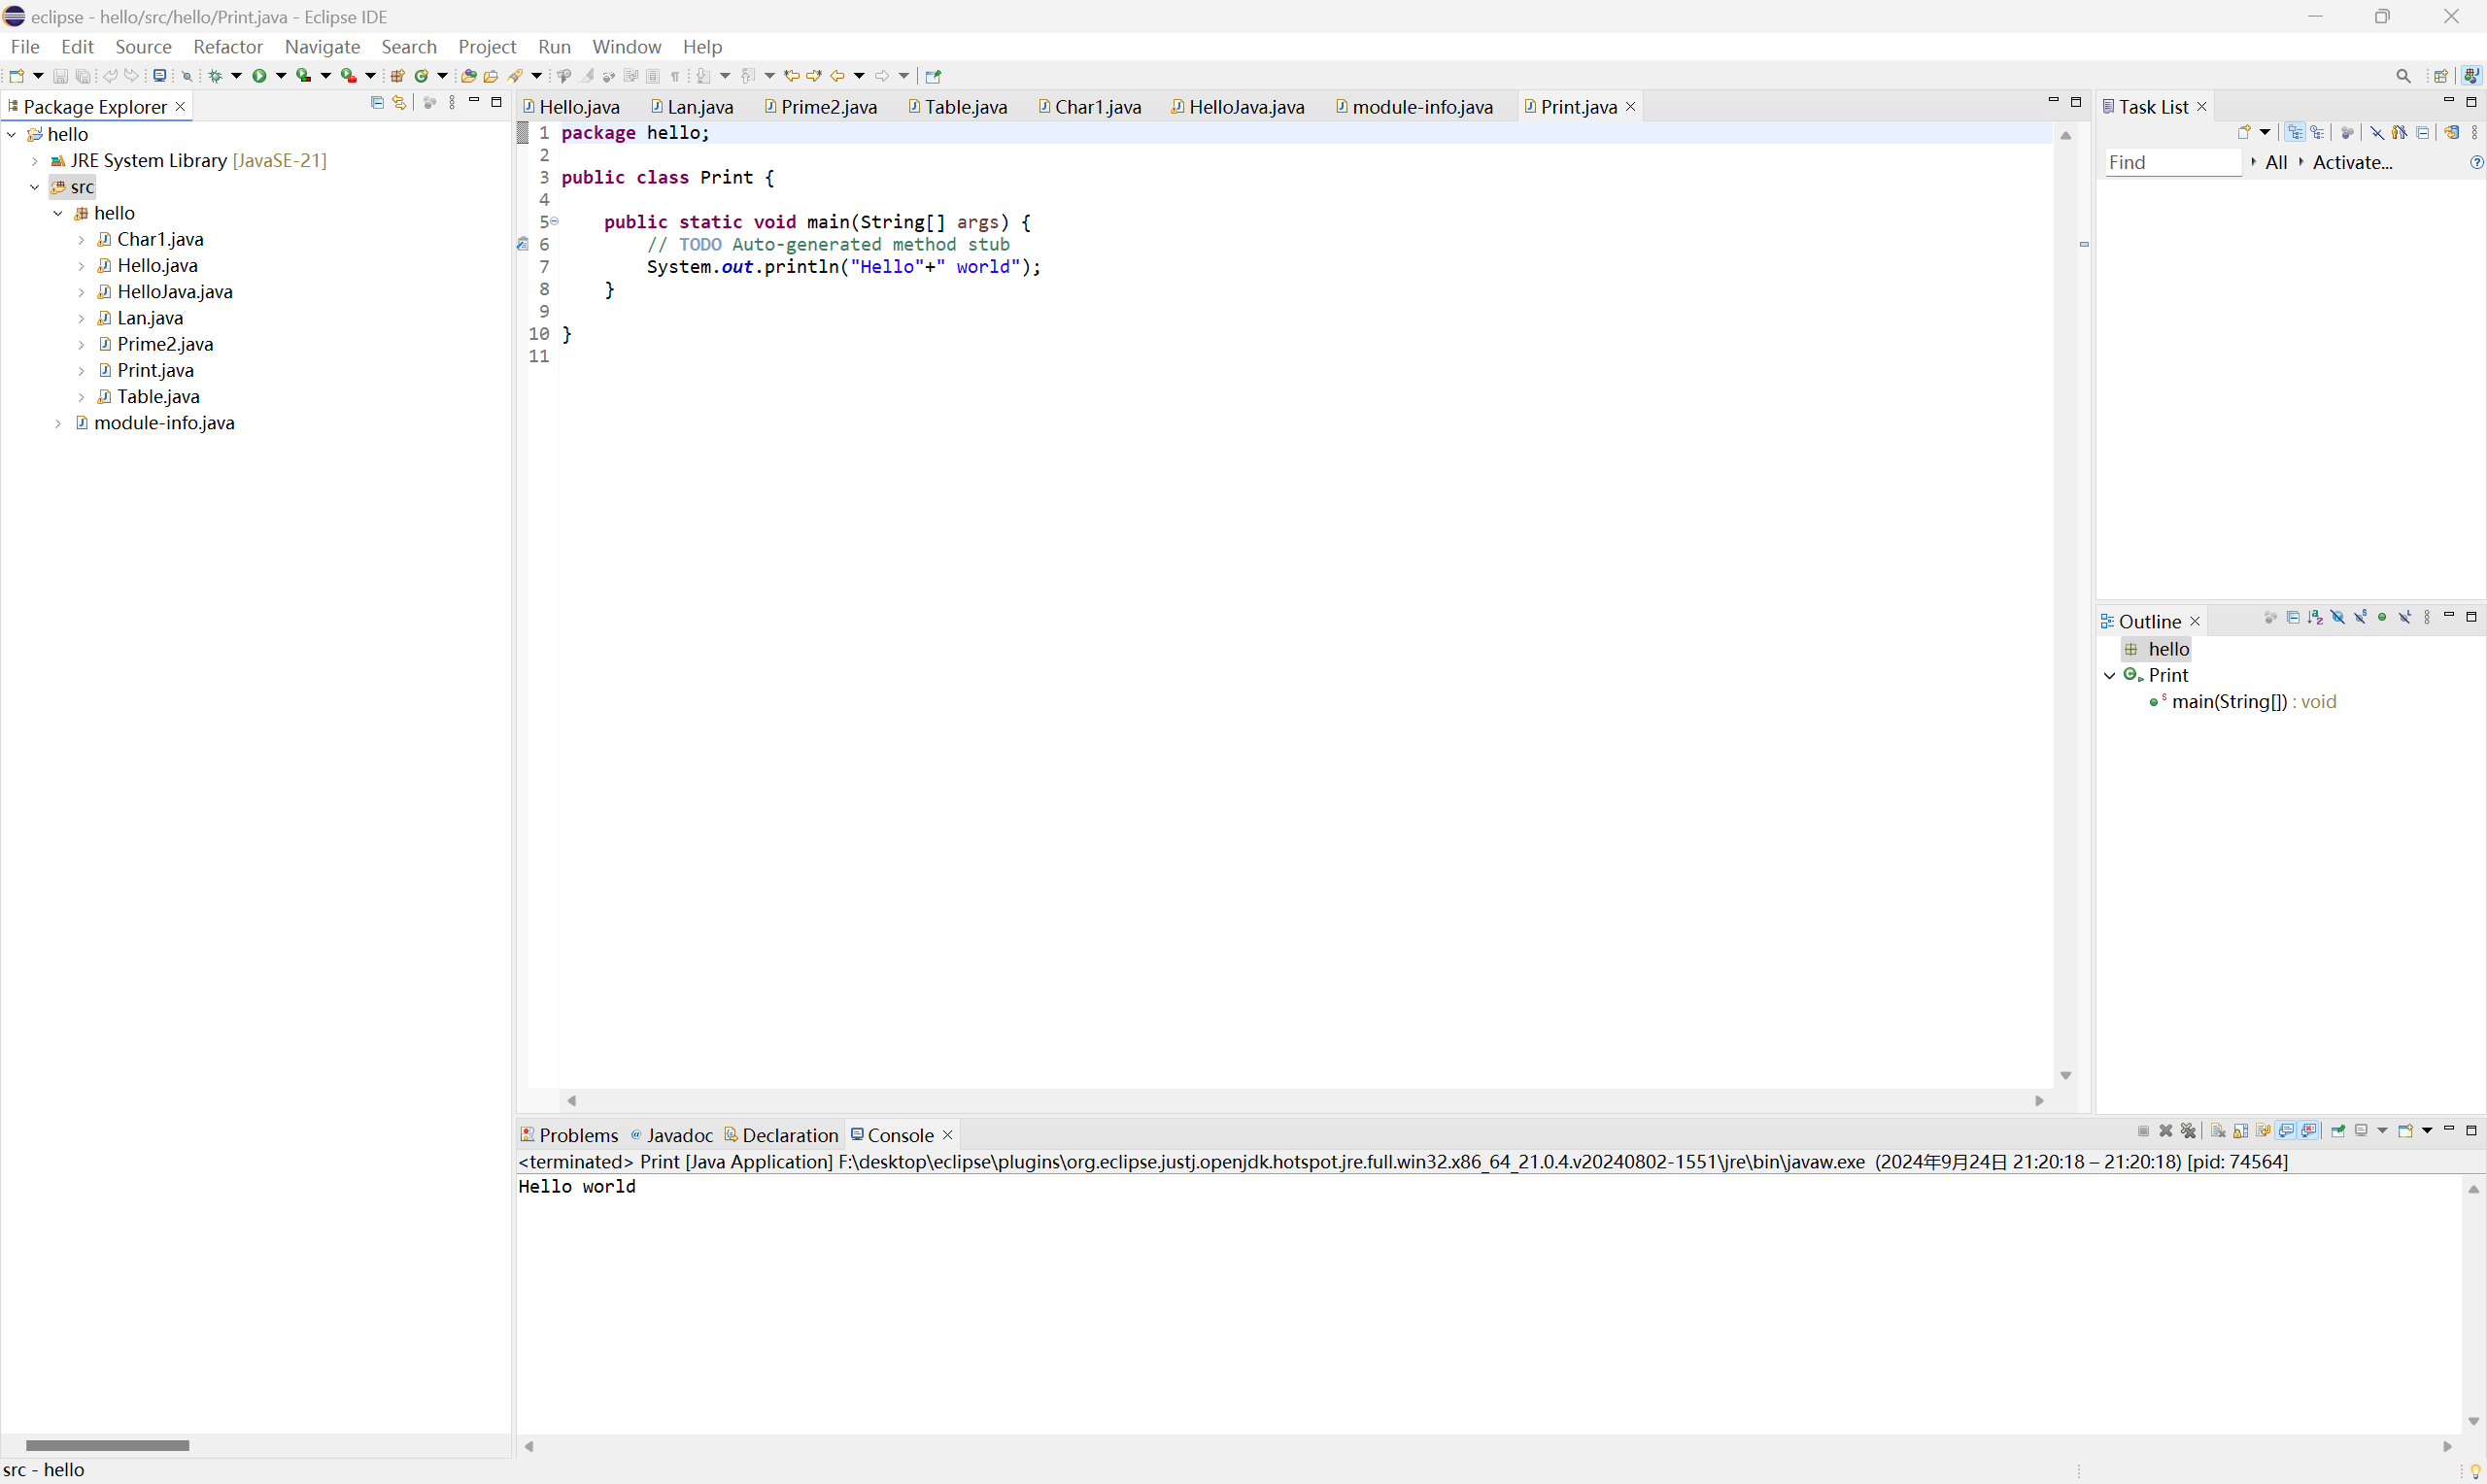 eclipse - hello/src/hello/Print.java - Eclipse IDE
File Edit Source Refactor Navigate Search Project Run Window Help
Package Explorer
hello
JRE System Library [JavaSE-21]
src
hello
Char1.java
Hello.java
HelloJava.java
Lan.java
Prime2.java
Print.java
Table.java
module-info.java
Hello.java Lan.java Prime2.java Table.java Char1.java HelloJava.java module-info.java Print.java
1 package hello;
2
3 public class Print {
4
5 public static void main(String[] args) {
6 // TODO Auto-generated method stub
7 System.out.println("Hello"+" world");
8 }
9
10 }
11
Task List
Find All Activate...
Outline
hello
Print
main(String[]) : void
Problems Javadoc Declaration Console
<terminated> Print [Java Application] F:\desktop\eclipse\plugins\org.eclipse.justj.openjdk.hotspot.jre.full.win32.x86_64_21.0.4.v20240802-1551\jre\bin\javaw.exe (2024年9月24日 21:20:18 – 21:20:18) [pid: 74564]
Hello world
src - hello